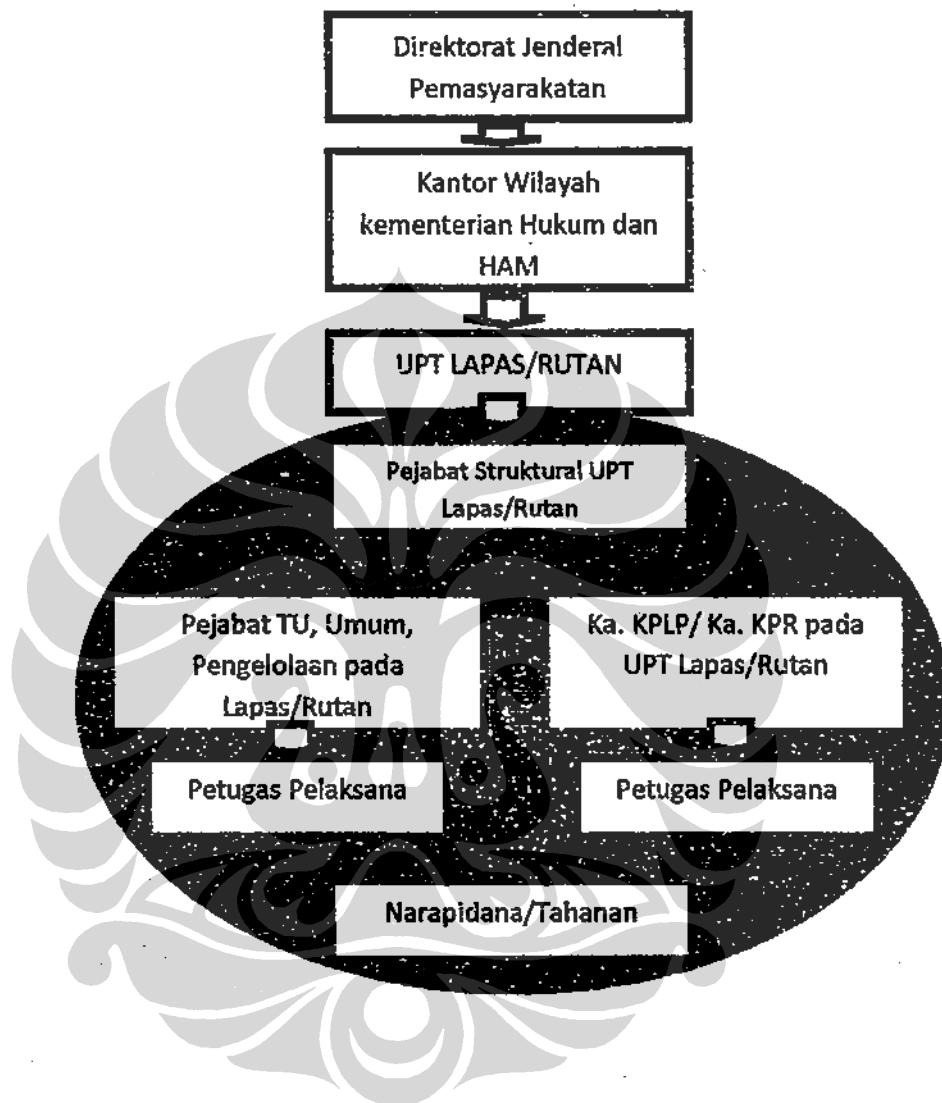 Direktorat Jenderal
Pemasyarakatan
Kantor Wilayah
kementerian Hukum dan
HAM
UPT LAPAS/RUTAN
Pejabat Struktural UPT
Lapas/Rutan
Pejabat TU, Umum,
Pengelolaan pada
Lapas/Rutan
Ka. KPLP/ Ka. KPR pada
UPT Lapas/Rutan
Petugas Pelaksana
Petugas Pelaksana
Narapidana/Tahanan